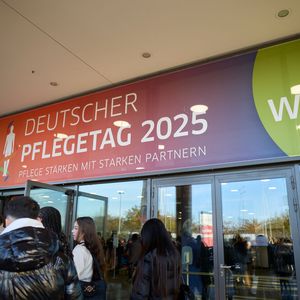 DEUTSCHER
PFLEGETAG 2025
PFLEGE STÄRKEN MIT STARKEN PARTNERN
W